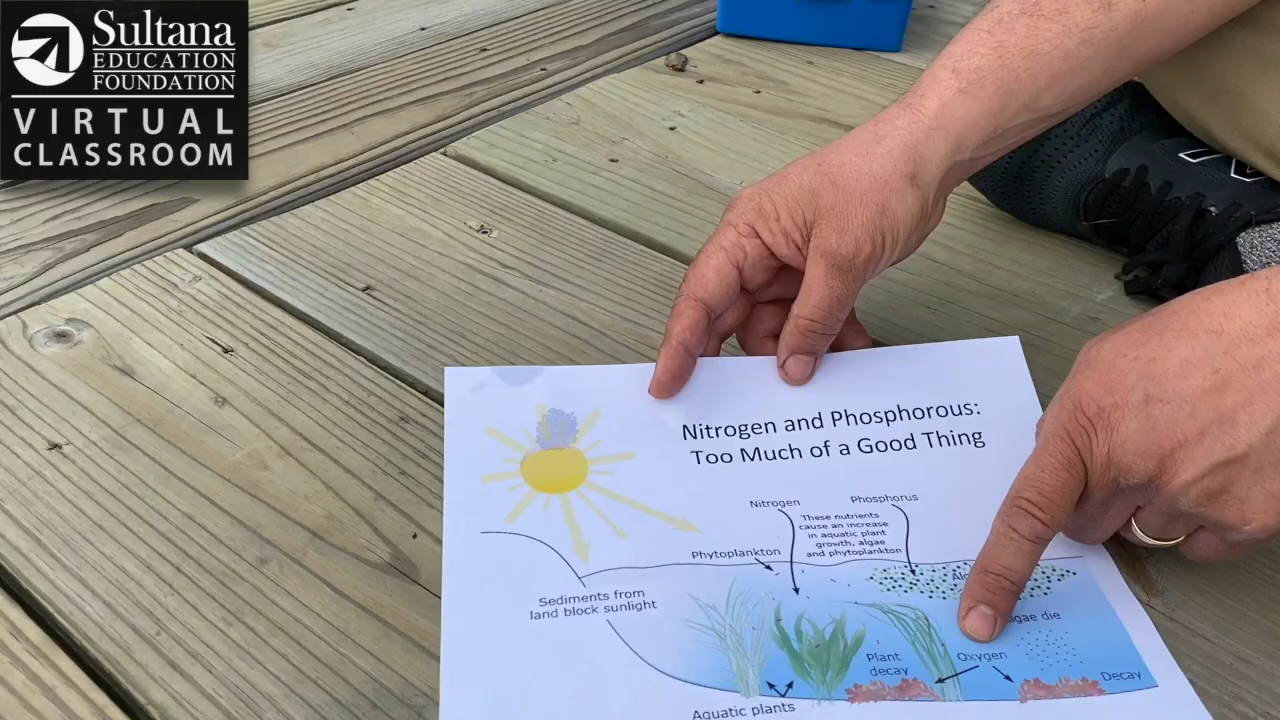 Sultana
EDUCATION
FOUNDATION
VIRTUAL
CLASSROOM
Nitrogen and Phosphorous:
Too Much of a Good Thing
Nitrogen
Phosphorus
These nutrients
cause an increase
in aquatic plant
growth, algae
and phytoplankton
Phytoplankton
Sediments from
land block sunlight
die
Plant
decay
Oxygen
Decay
Aquatic plants